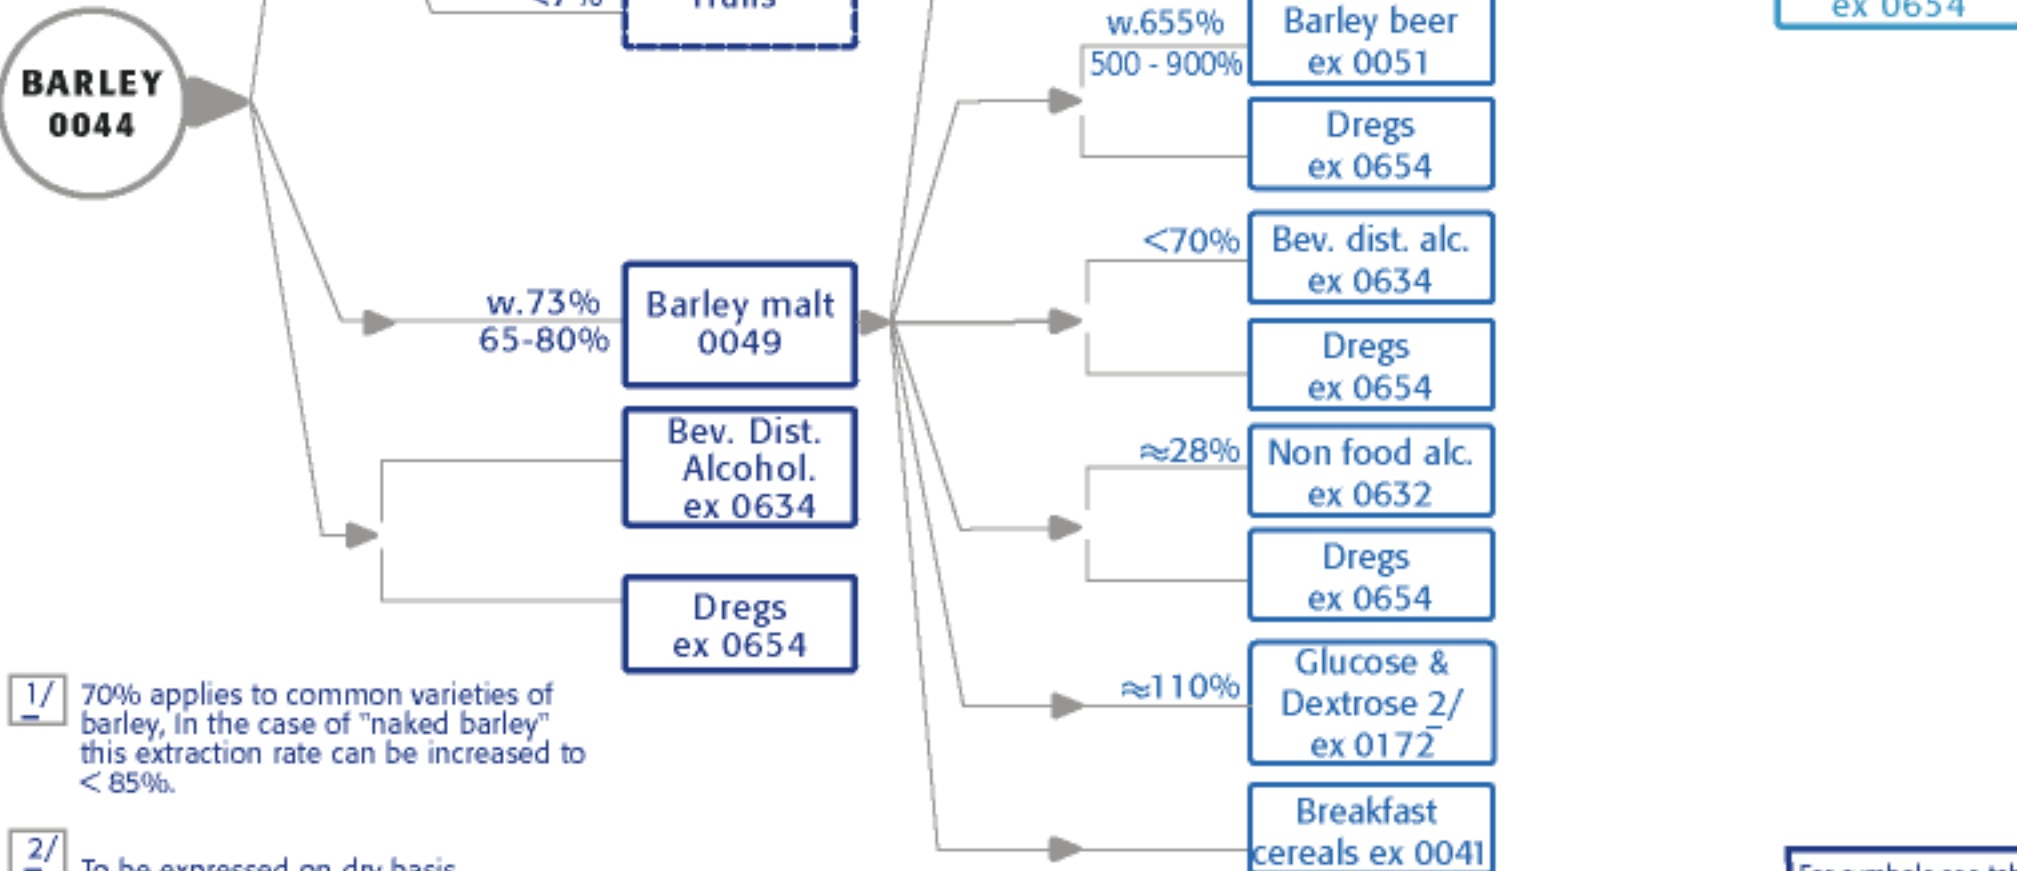 BARLEY
0044
w.655%
500 - 900%
Barley beer
ex 0051
Dregs
ex 0654
<70%
Bev. dist. alc.
ex 0634
Dregs
ex 0654
≈28%
Non food alc.
ex 0632
Dregs
ex 0654
≈110%
Glucose &
Dextrose 2/
ex 0172
Breakfast
cereals ex 0041
w.73%
65-80%
Barley malt
0049
Bev. Dist.
Alcohol.
ex 0634
Dregs
ex 0654
ex 0654
1/ 70% applies to common varieties of
barley, In the case of "naked barley"
this extraction rate can be increased to
< 85%.
2/ To be expressed on dry basis